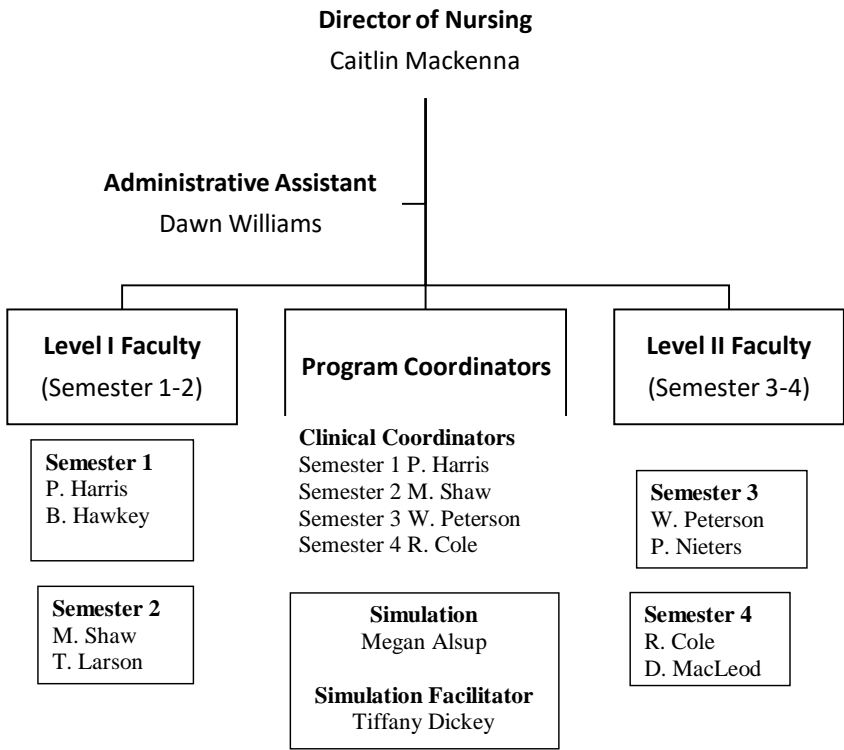 Director of Nursing
Caitlin Mackenna
Administrative Assistant
Dawn Williams
Level I Faculty
(Semester 1-2)
Semester 1
P. Harris
B. Hawkey
Semester 2
M. Shaw
T. Larson
Program Coordinators
Clinical Coordinators
Semester 1 P. Harris
Semester 2 M. Shaw
Semester 3 W. Peterson
Semester 4 R. Cole
Simulation
Megan Alsup
Simulation Facilitator
Tiffany Dickey
Level II Faculty
(Semester 3-4)
Semester 3
W. Peterson
P. Nieters
Semester 4
R. Cole
D. MacLeod